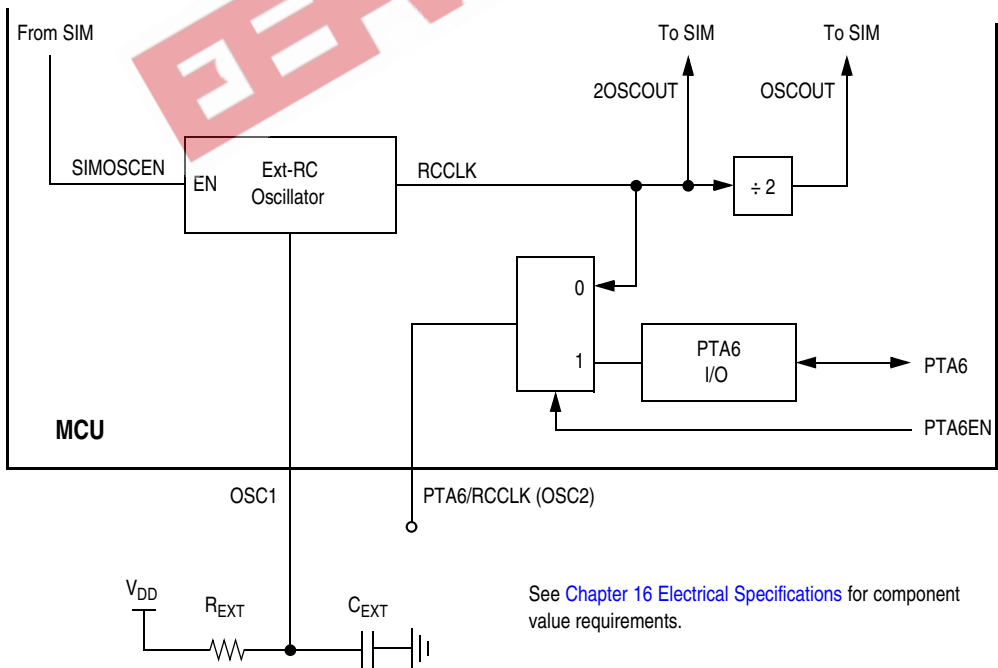 From SIM
To SIM
To SIM
2OSCOUT
OSCOUT
SIMOSCEN
EN
Ext-RC
Oscillator
RCCLK
÷ 2
0
1
PTA6
I/O
PTA6
PTA6EN
MCU
OSC1
PTA6/RCCLK (OSC2)
VDD
REXT
CEXT
See Chapter 16 Electrical Specifications for component
value requirements.